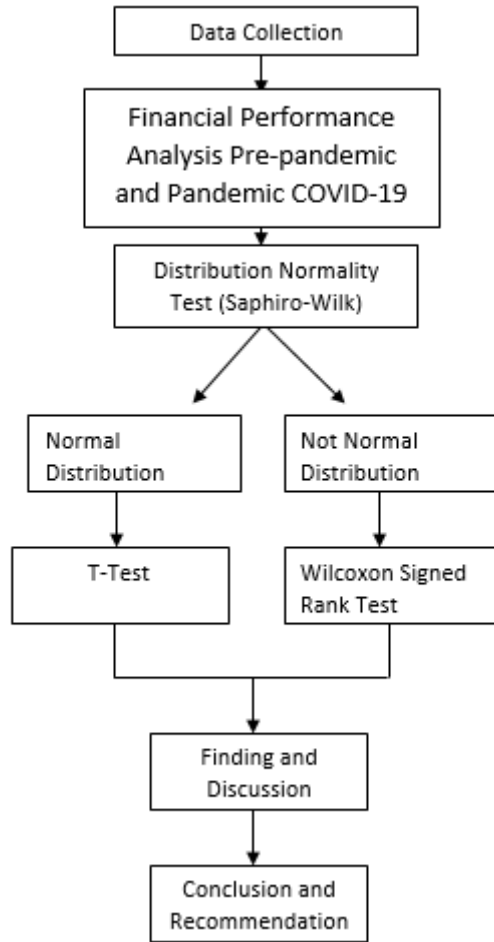 Data Collection
Financial Performance
Analysis Pre-pandemic
and Pandemic COVID-19
Distribution Normality
Test (Saphiro-Wilk)
Normal
Distribution
Not Normal
Distribution
T-Test
Wilcoxon Signed
Rank Test
Finding and
Discussion
Conclusion and
Recommendation